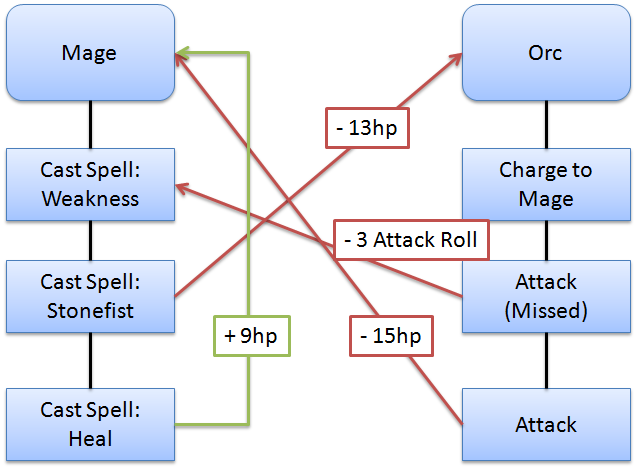 Mage
Orc
- 13hp
Cast Spell:
Weakness
Charge to
Mage
- 3 Attack Roll
Cast Spell:
Stonefist
Attack
(Missed)
+ 9hp
- 15hp
Cast Spell:
Heal
Attack